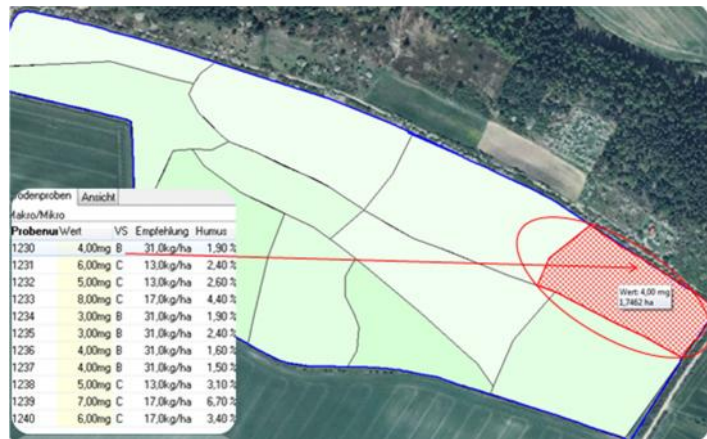 odenproben Ansicht
Makro/Mikro
Probenu Wert VS Empfehlung Humus
1230 4,00mg B 31,0kg/ha 1,90 %
1231 6,00mg C 13,0kg/ha 2,40 %
1232 5,00mg C 13,0kg/ha 2,60 %
1233 8,00mg C 17,0kg/ha 4,40 %
1234 3,00mg B 31,0kg/ha 1,90 %
1235 3,00mg B 31,0kg/ha 2,40 %
1236 4,00mg B 31,0kg/ha 1,60 %
1237 4,00mg B 31,0kg/ha 1,50 %
1238 5,00mg C 13,0kg/ha 3,10 %
1239 7,00mg C 17,0kg/ha 6,70 %
1240 6,00mg C 17,0kg/ha 3,40 %
Wert: 4,00 mg
1,7462 ha